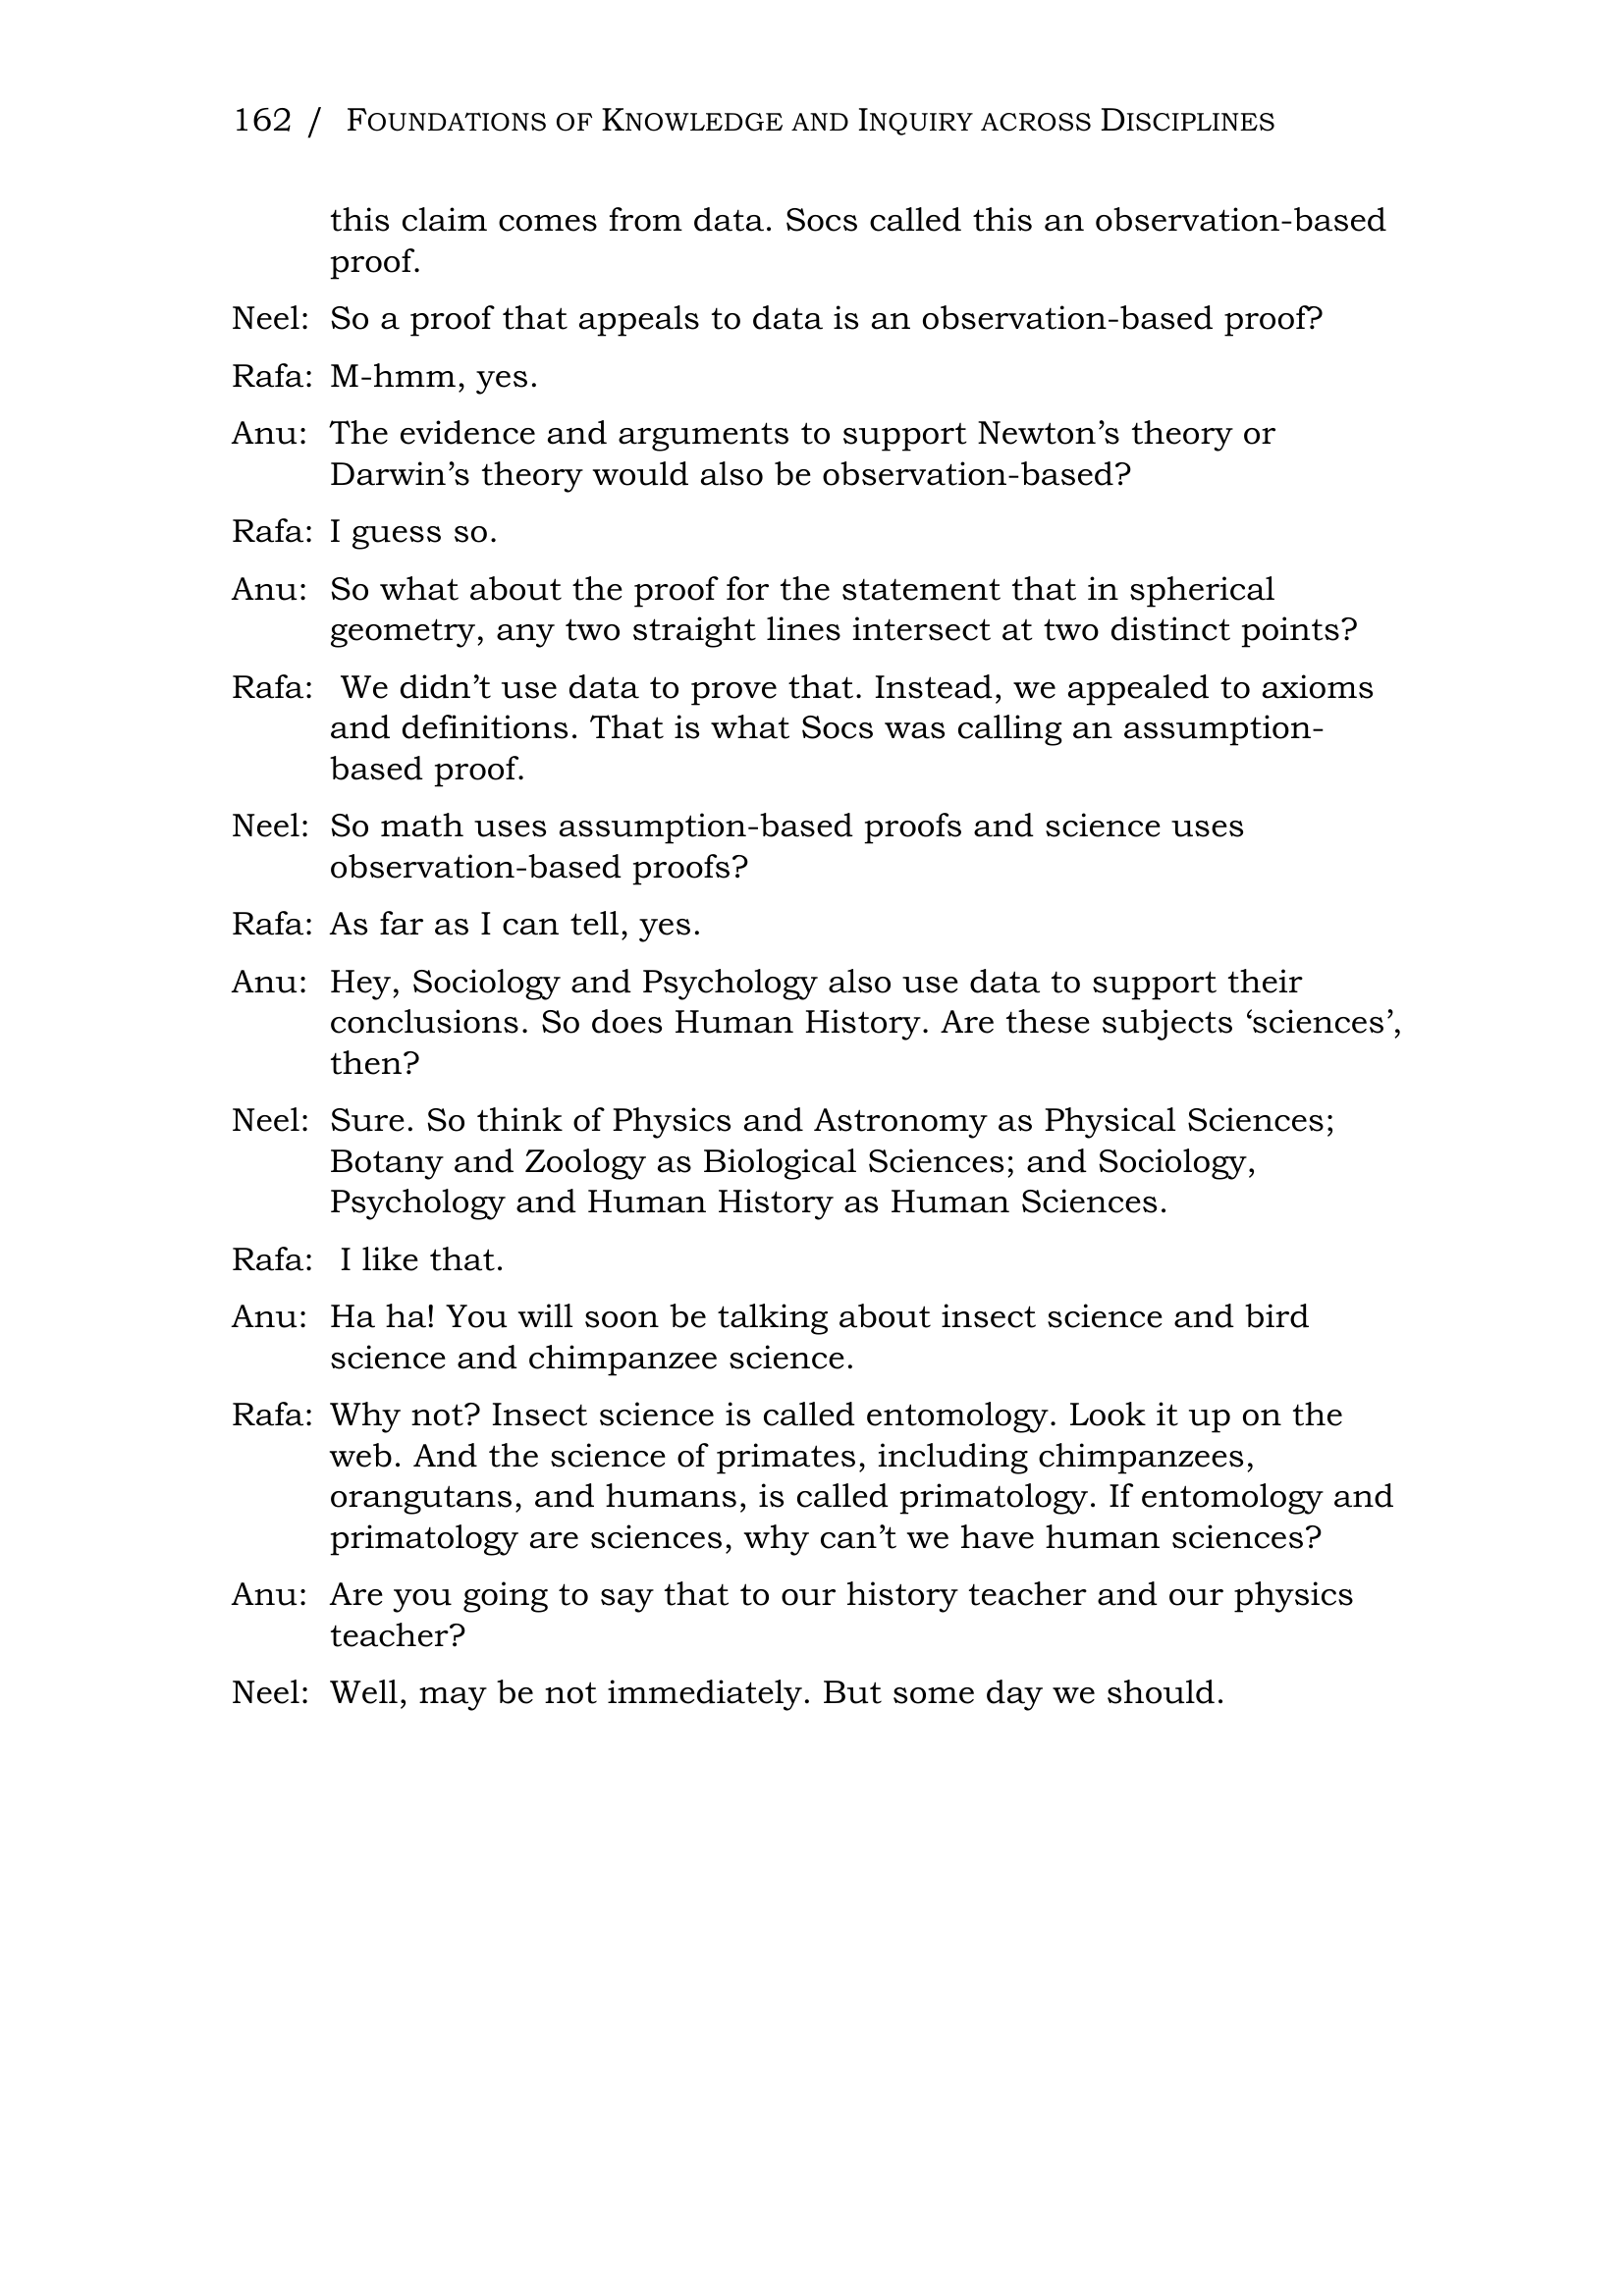 162 / FOUNDATIONS OF KNOWLEDGE AND INQUIRY ACROSS DISCIPLINES
this claim comes from data. Socs called this an observation-based
proof.
Neel: So a proof that appeals to data is an observation-based proof?
Rafa: M-hmm, yes.
Anu: The evidence and arguments to support Newton’s theory or
Darwin’s theory would also be observation-based?
Rafa: I guess so.
Anu: So what about the proof for the statement that in spherical
geometry, any two straight lines intersect at two distinct points?
Rafa: We didn’t use data to prove that. Instead, we appealed to axioms
and definitions. That is what Socs was calling an assumption-
based proof.
Neel: So math uses assumption-based proofs and science uses
observation-based proofs?
Rafa: As far as I can tell, yes.
Anu: Hey, Sociology and Psychology also use data to support their
conclusions. So does Human History. Are these subjects ‘sciences’,
then?
Neel: Sure. So think of Physics and Astronomy as Physical Sciences;
Botany and Zoology as Biological Sciences; and Sociology,
Psychology and Human History as Human Sciences.
Rafa: I like that.
Anu: Ha ha! You will soon be talking about insect science and bird
science and chimpanzee science.
Rafa: Why not? Insect science is called entomology. Look it up on the
web. And the science of primates, including chimpanzees,
orangutans, and humans, is called primatology. If entomology and
primatology are sciences, why can’t we have human sciences?
Anu: Are you going to say that to our history teacher and our physics
teacher?
Neel: Well, may be not immediately. But some day we should.